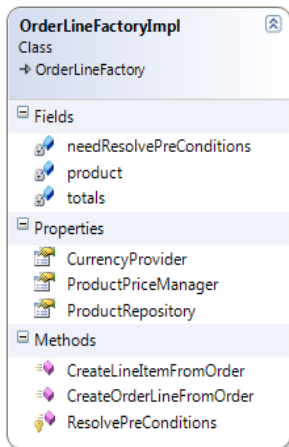 OrderLineFactoryImpl
Class
OrderLineFactory
Fields
needResolvePreConditions
product
totals
Properties
CurrencyProvider
ProductPriceManager
ProductRepository
Methods
CreateLineItemFromOrder
CreateOrderLineFromOrder
ResolvePreConditions